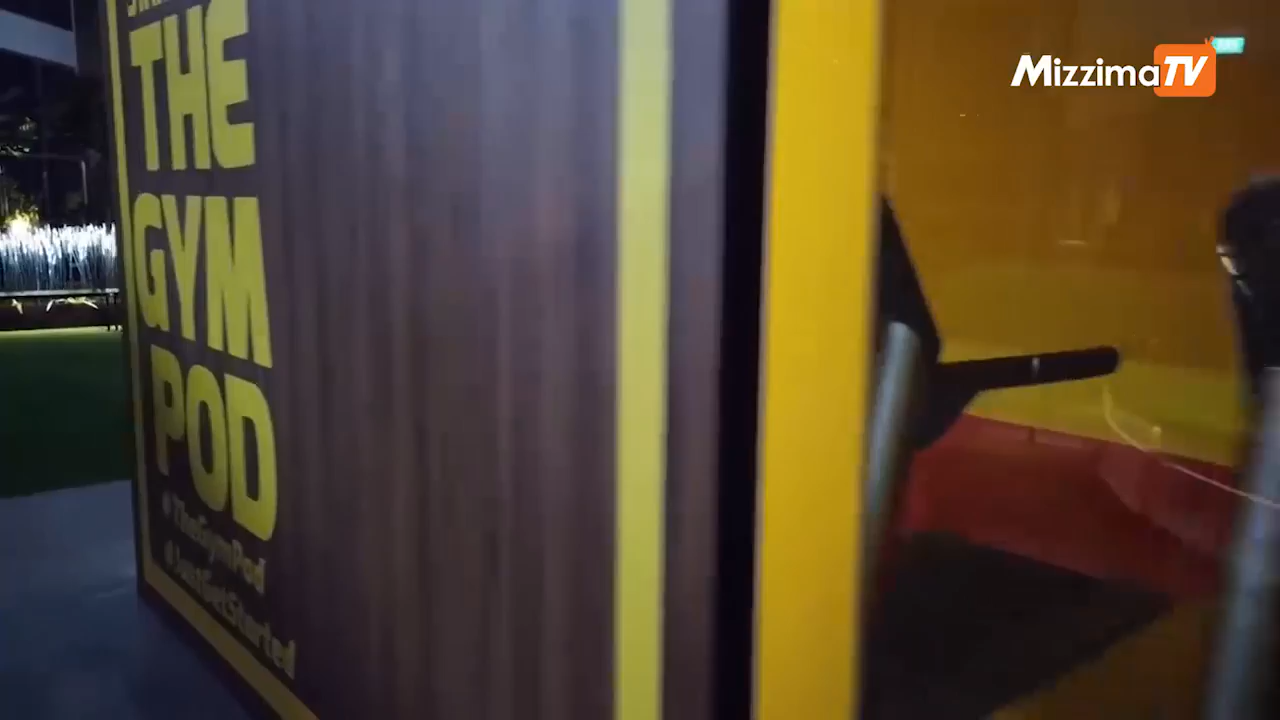 THE
GYM
POD
#TheGymPod
#JustGetStarted
MizzimaTV